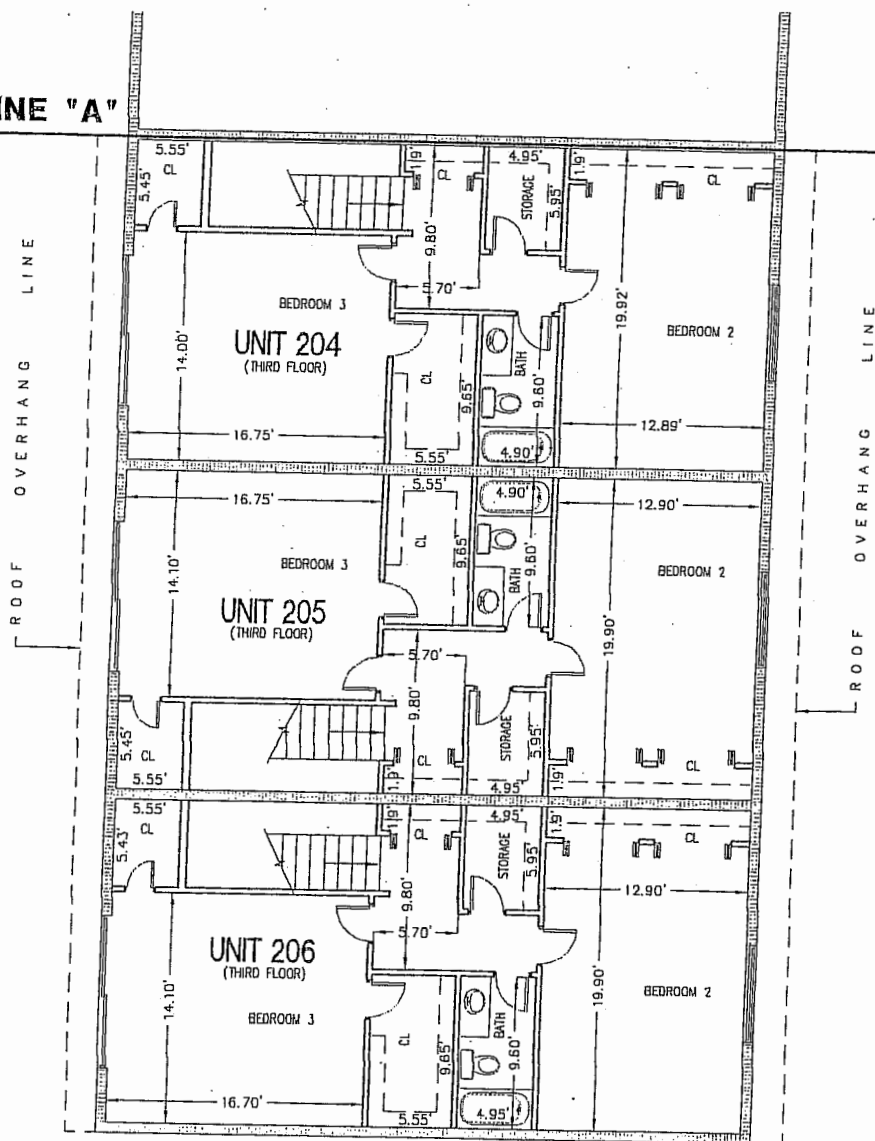 INE "A"
5.55'
5.45'
CL
1.9'
CL
4.95'
STORAGE
5.95'
1.9'
CL
9.80'
5.70'
BEDROOM 3
UNIT 204
(THIRD FLOOR)
14.00'
16.75'
CL
9.65'
5.55'
BATH
9.60'
4.90'
19.92'
BEDROOM 2
12.89'
ROOF OVERHANG LINE
ROOF OVERHANG LINE
16.75'
5.55'
CL
9.65'
4.90'
9.60'
BATH
12.90'
BEDROOM 3
BEDROOM 2
UNIT 205
(THIRD FLOOR)
14.10'
19.90'
5.70'
9.80'
STORAGE
5.95'
5.45'
CL
5.55'
CL
1.9'
4.95'
1.9'
CL
5.55'
5.43'
CL
1.9'
CL
4.95'
STORAGE
5.95'
1.9'
CL
9.80'
12.90'
5.70'
UNIT 206
(THIRD FLOOR)
BEDROOM 3
14.10'
16.70'
CL
9.65'
5.55'
BATH
9.60'
4.95'
19.90'
BEDROOM 2